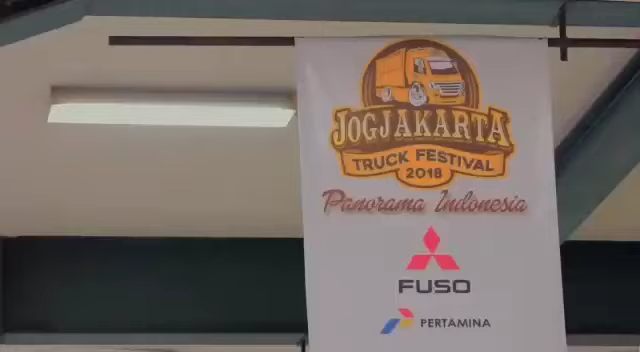 JOGJAKARTA
TRUCK FESTIVAL
2018
Panorama Indonesia
FUSO
PERTAMINA